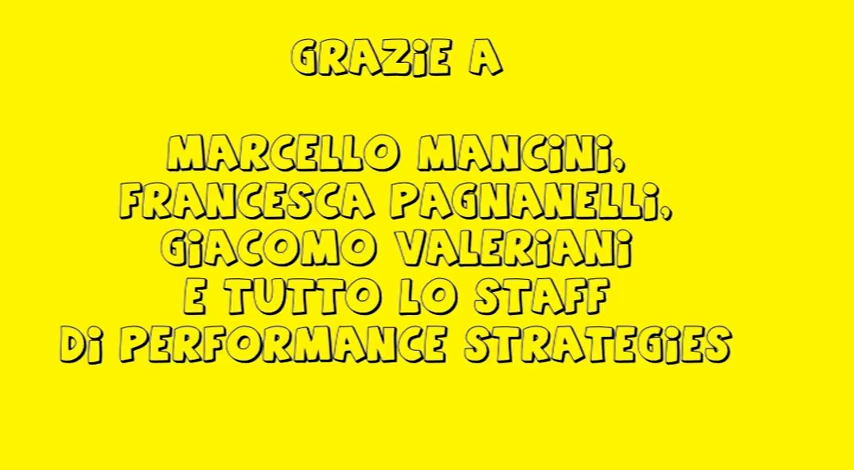 GRAZiE A
MARCELLO MANCiNi,
FRANCESCA PAGNANELLi,
GiACOMO VALERiANi
E TUTTO LO STAFF
Di PERFORMANCE STRATEGiES